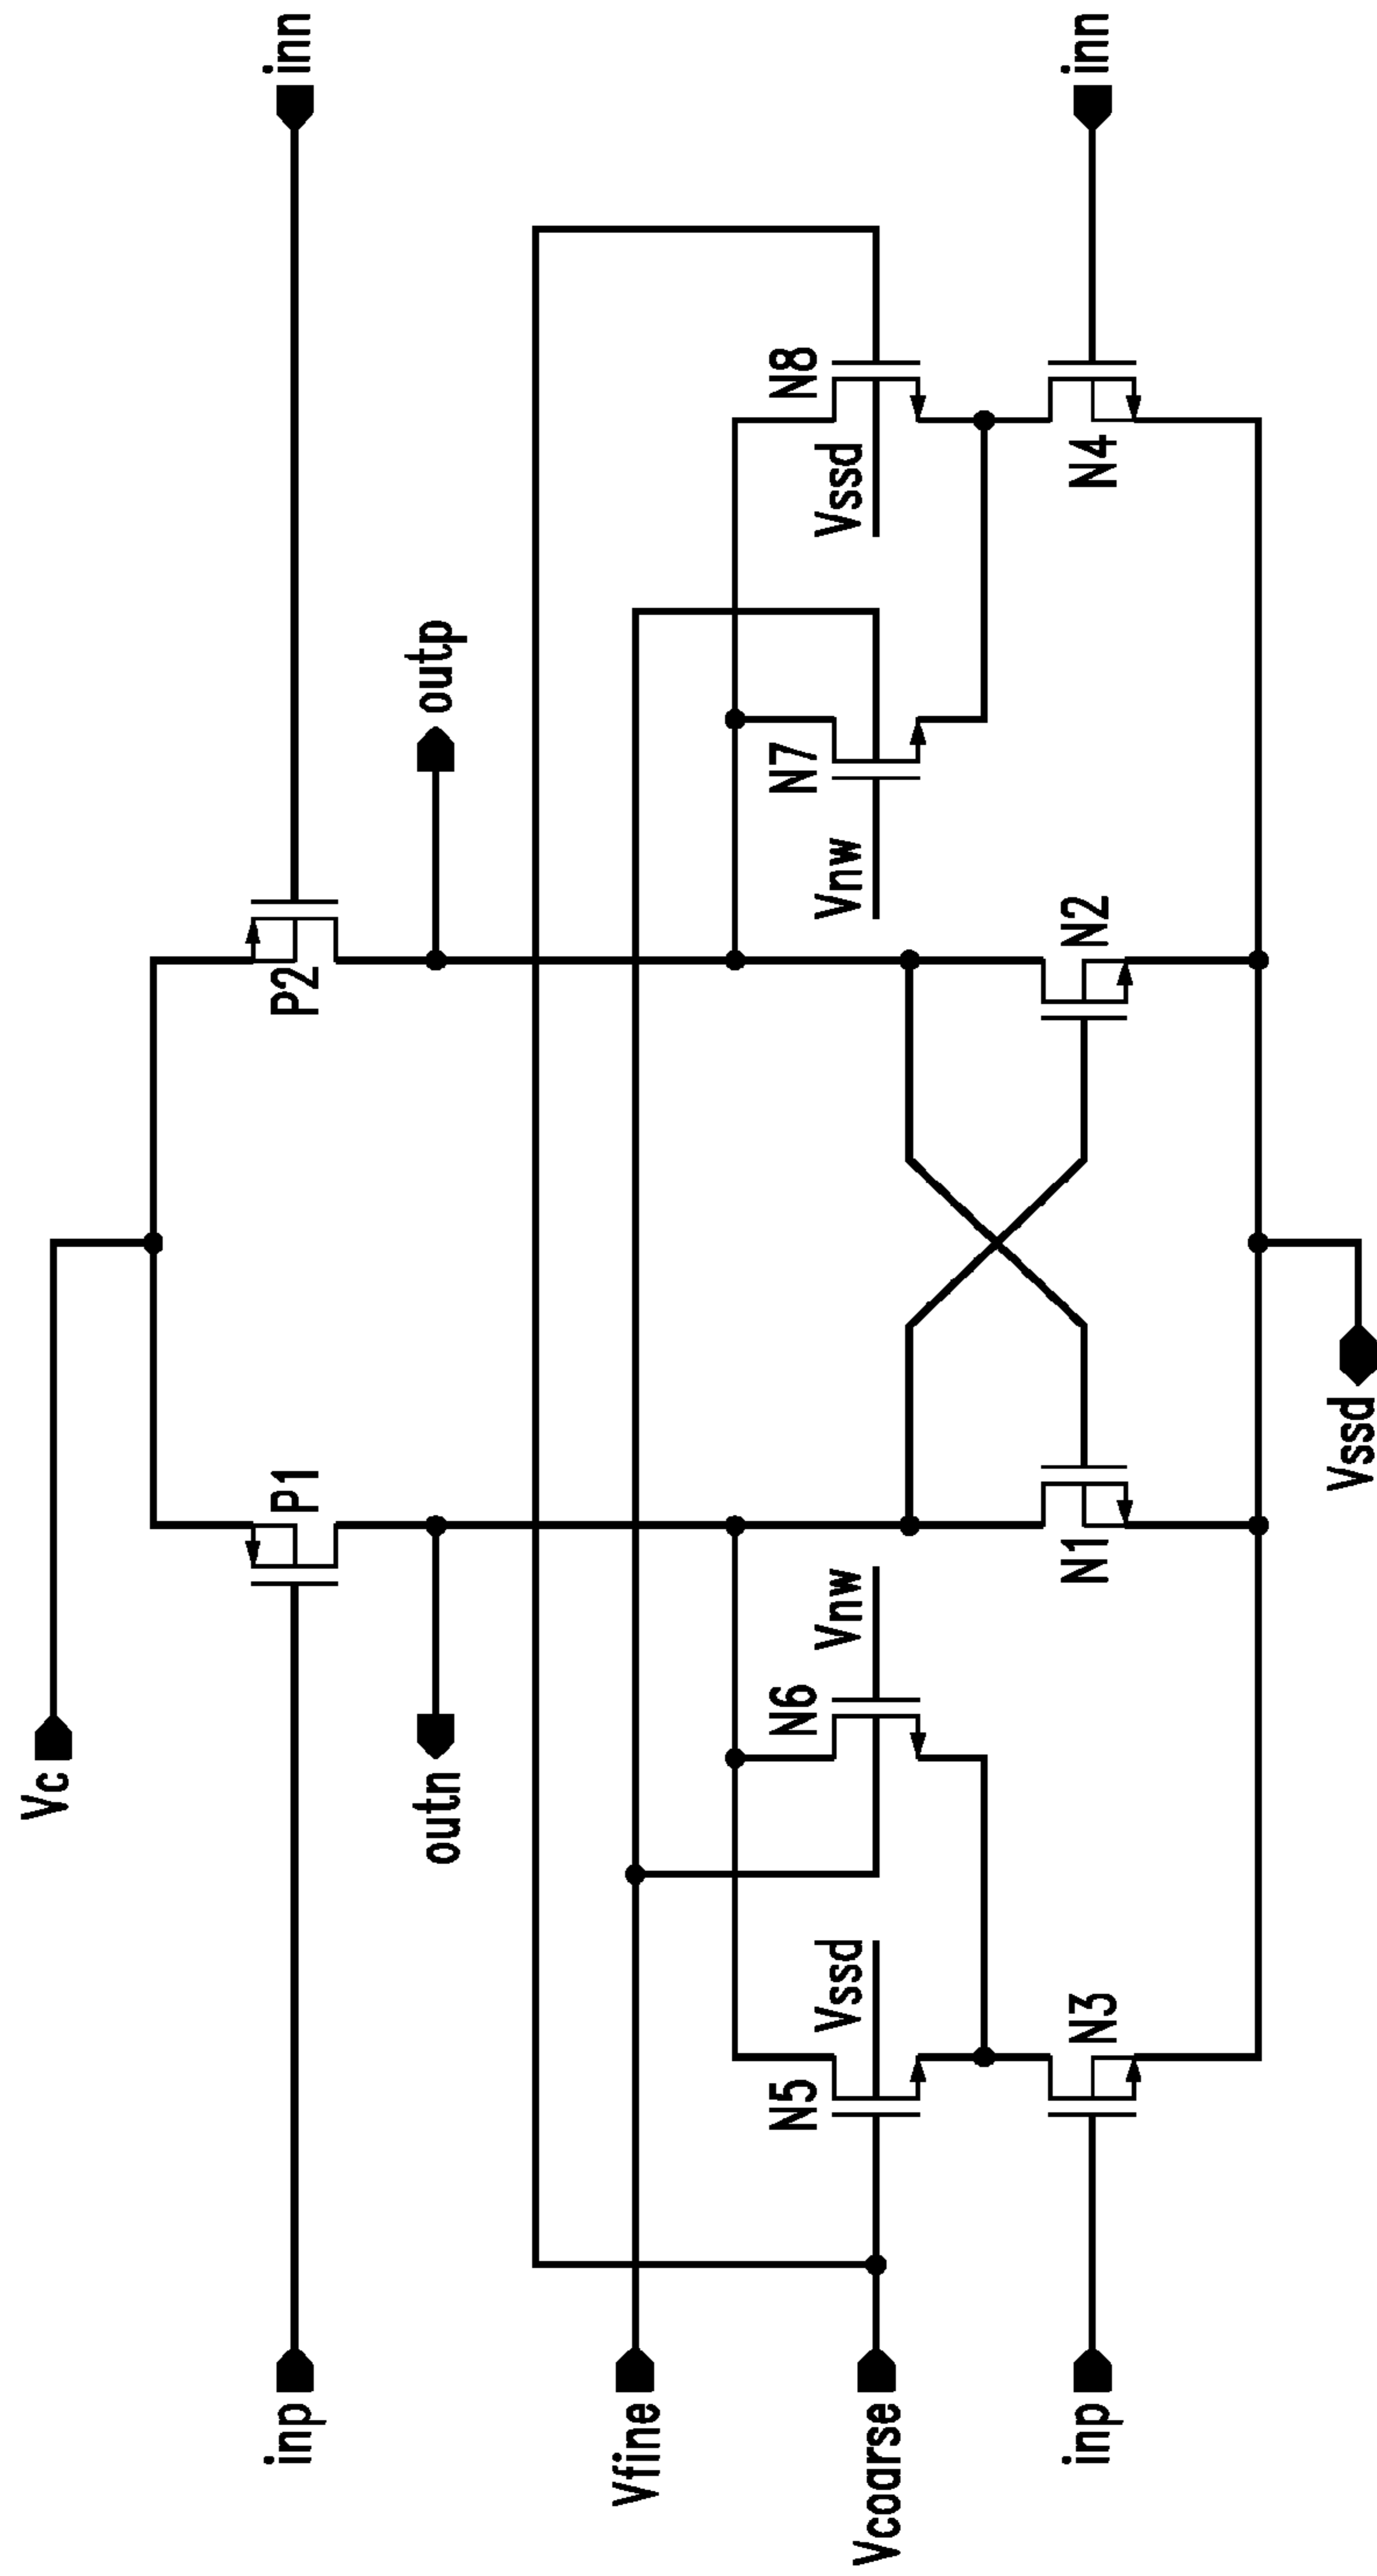 Vc
inp
P1
P2
inn
outn
outp
Vfine
Vcoarse
N5
Vssd
N6
Vnw
N7
Vnw
N8
Vssd
inp
N3
N1
N2
N4
inn
Vssd